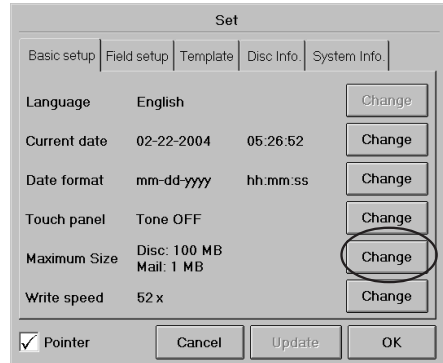 Set
Basic setup Field setup Template Disc Info. System Info.
Language English Change
Current date 02-22-2004 05:26:52 Change
Date format mm-dd-yyyy hh:mm:ss Change
Touch panel Tone OFF Change
Maximum Size Disc: 100 MB Change
Mail: 1 MB
Write speed 52 x Change
Pointer Cancel Update OK